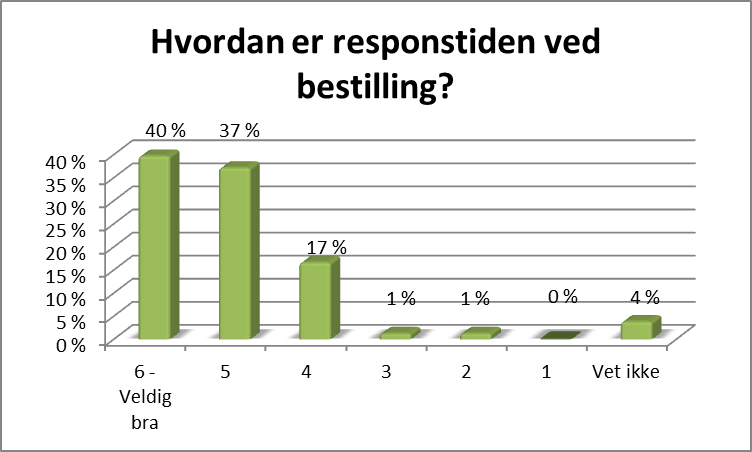 Hvordan er responstiden ved
bestilling?
40 % 37 % 17 % 1 % 1 % 0 % 4 %
40 %
35 %
30 %
25 %
20 %
15 %
10 %
5 %
0 %
6 -
Veldig
bra
5
4
3
2
1
Vet ikke